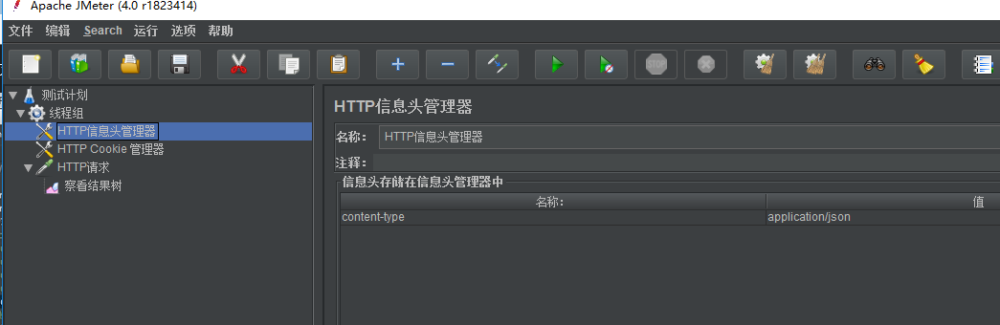 Apache JMeter (4.0 r1823414)
文件 编辑 Search 运行 选项 帮助
测试计划
线程组
HTTP信息头管理器
HTTP Cookie 管理器
HTTP请求
察看结果树
HTTP信息头管理器
名称： HTTP信息头管理器
注释：
信息头存储在信息头管理器中
名称： 值
content-type application/json